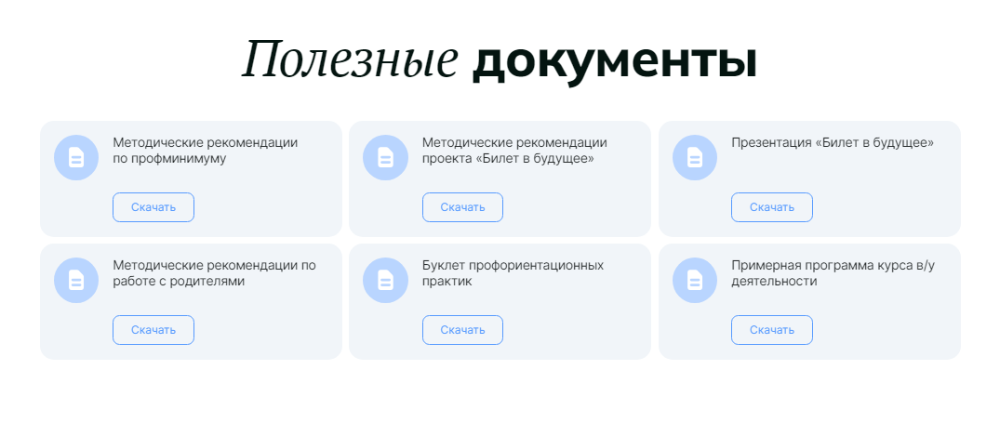 Полезные документы
Методические рекомендации
по профминимуму
Скачать
Методические рекомендации
проекта «Билет в будущее»
Скачать
Презентация «Билет в будущее»
Скачать
Методические рекомендации по
работе с родителями
Скачать
Буклет профориентационных
практик
Скачать
Примерная программа курса в/у
деятельности
Скачать